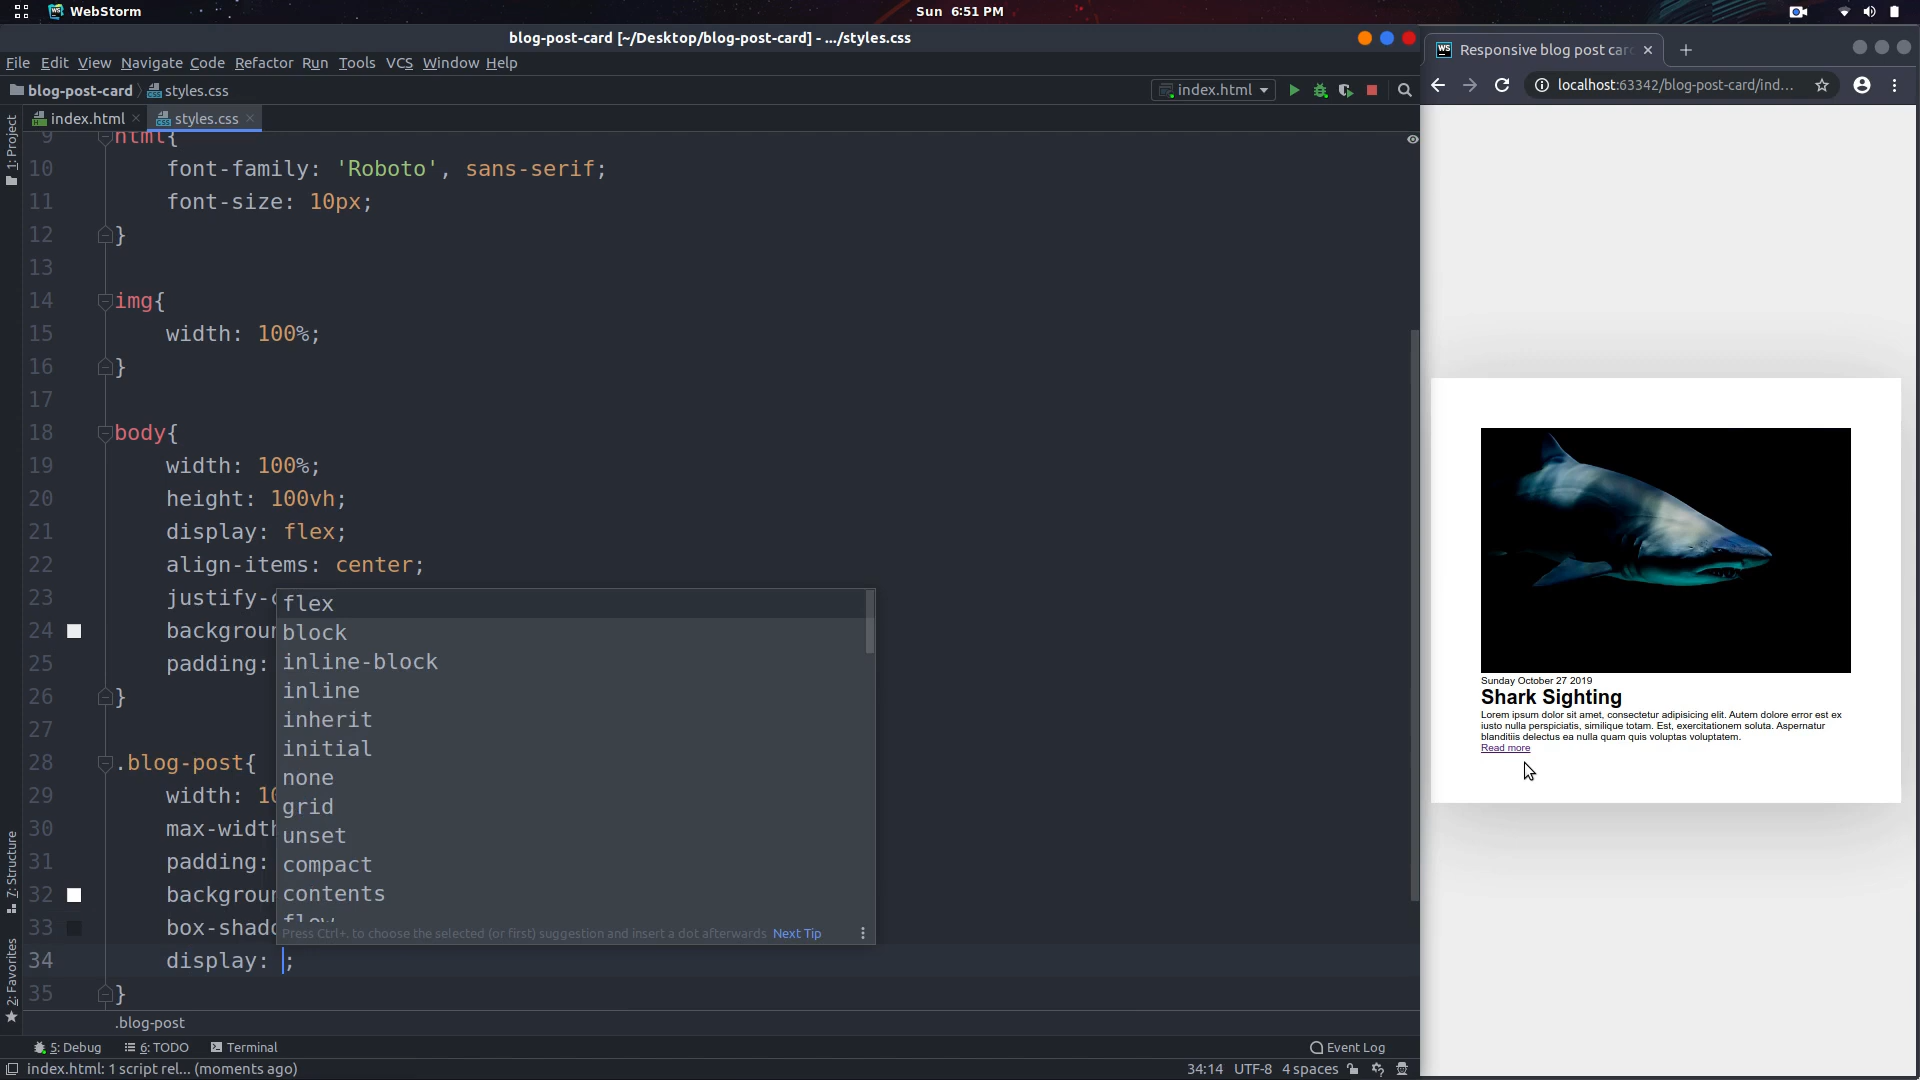 WebStorm
Sun 6:51 PM
blog-post-card [~/Desktop/blog-post-card] - .../styles.css
File Edit View Navigate Code Refactor Run Tools VCS Window Help
blog-post-card styles.css
index.html
index.html
styles.css
1: Project
7: Structure
2: Favorites
9 html{
10 font-family: 'Roboto', sans-serif;
11 font-size: 10px;
12 }
13
14 img{
15 width: 100%;
16 }
17
18 body{
19 width: 100%;
20 height: 100vh;
21 display: flex;
22 align-items: center;
23 justify-c
24 backgroun
25 padding:
26 }
27
28 .blog-post{
29 width: 10
30 max-width
31 padding:
32 backgroun
33 box-shado
34 display: ;
35 }
flex
block
inline-block
inline
inherit
initial
none
grid
unset
compact
contents
flow
Press Ctrl+. to choose the selected (or first) suggestion and insert a dot afterwards Next Tip
.blog-post
5: Debug 6: TODO Terminal
Event Log
index.html: 1 script rel... (moments ago)
34:14 UTF-8 4 spaces
WS Responsive blog post car
localhost:63342/blog-post-card/ind...
Sunday October 27 2019
Shark Sighting
Lorem ipsum dolor sit amet, consectetur adipisicing elit. Autem dolore error est ex
iusto nulla perspiciatis, similique totam. Est, exercitationem soluta. Aspernatur
blanditiis delectus ea nulla quam quis voluptas voluptatem.
Read more